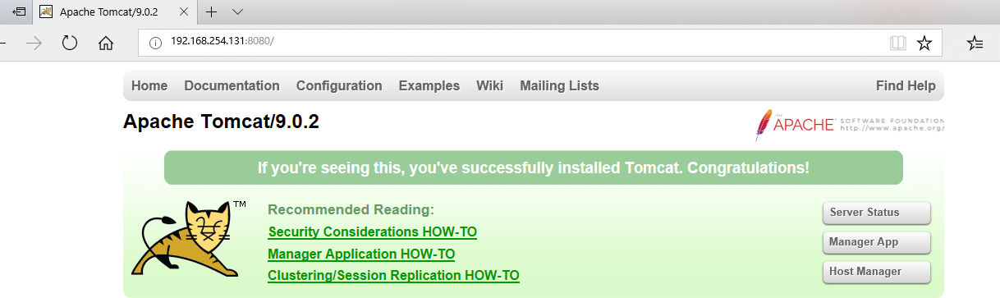 Apache Tomcat/9.0.2
192.168.254.131:8080/
Home Documentation Configuration Examples Wiki Mailing Lists Find Help
Apache Tomcat/9.0.2
THE APACHE SOFTWARE FOUNDATION
http://www.apache.org/
If you're seeing this, you've successfully installed Tomcat. Congratulations!
TM
Recommended Reading:
Security Considerations HOW-TO
Manager Application HOW-TO
Clustering/Session Replication HOW-TO
Server Status
Manager App
Host Manager